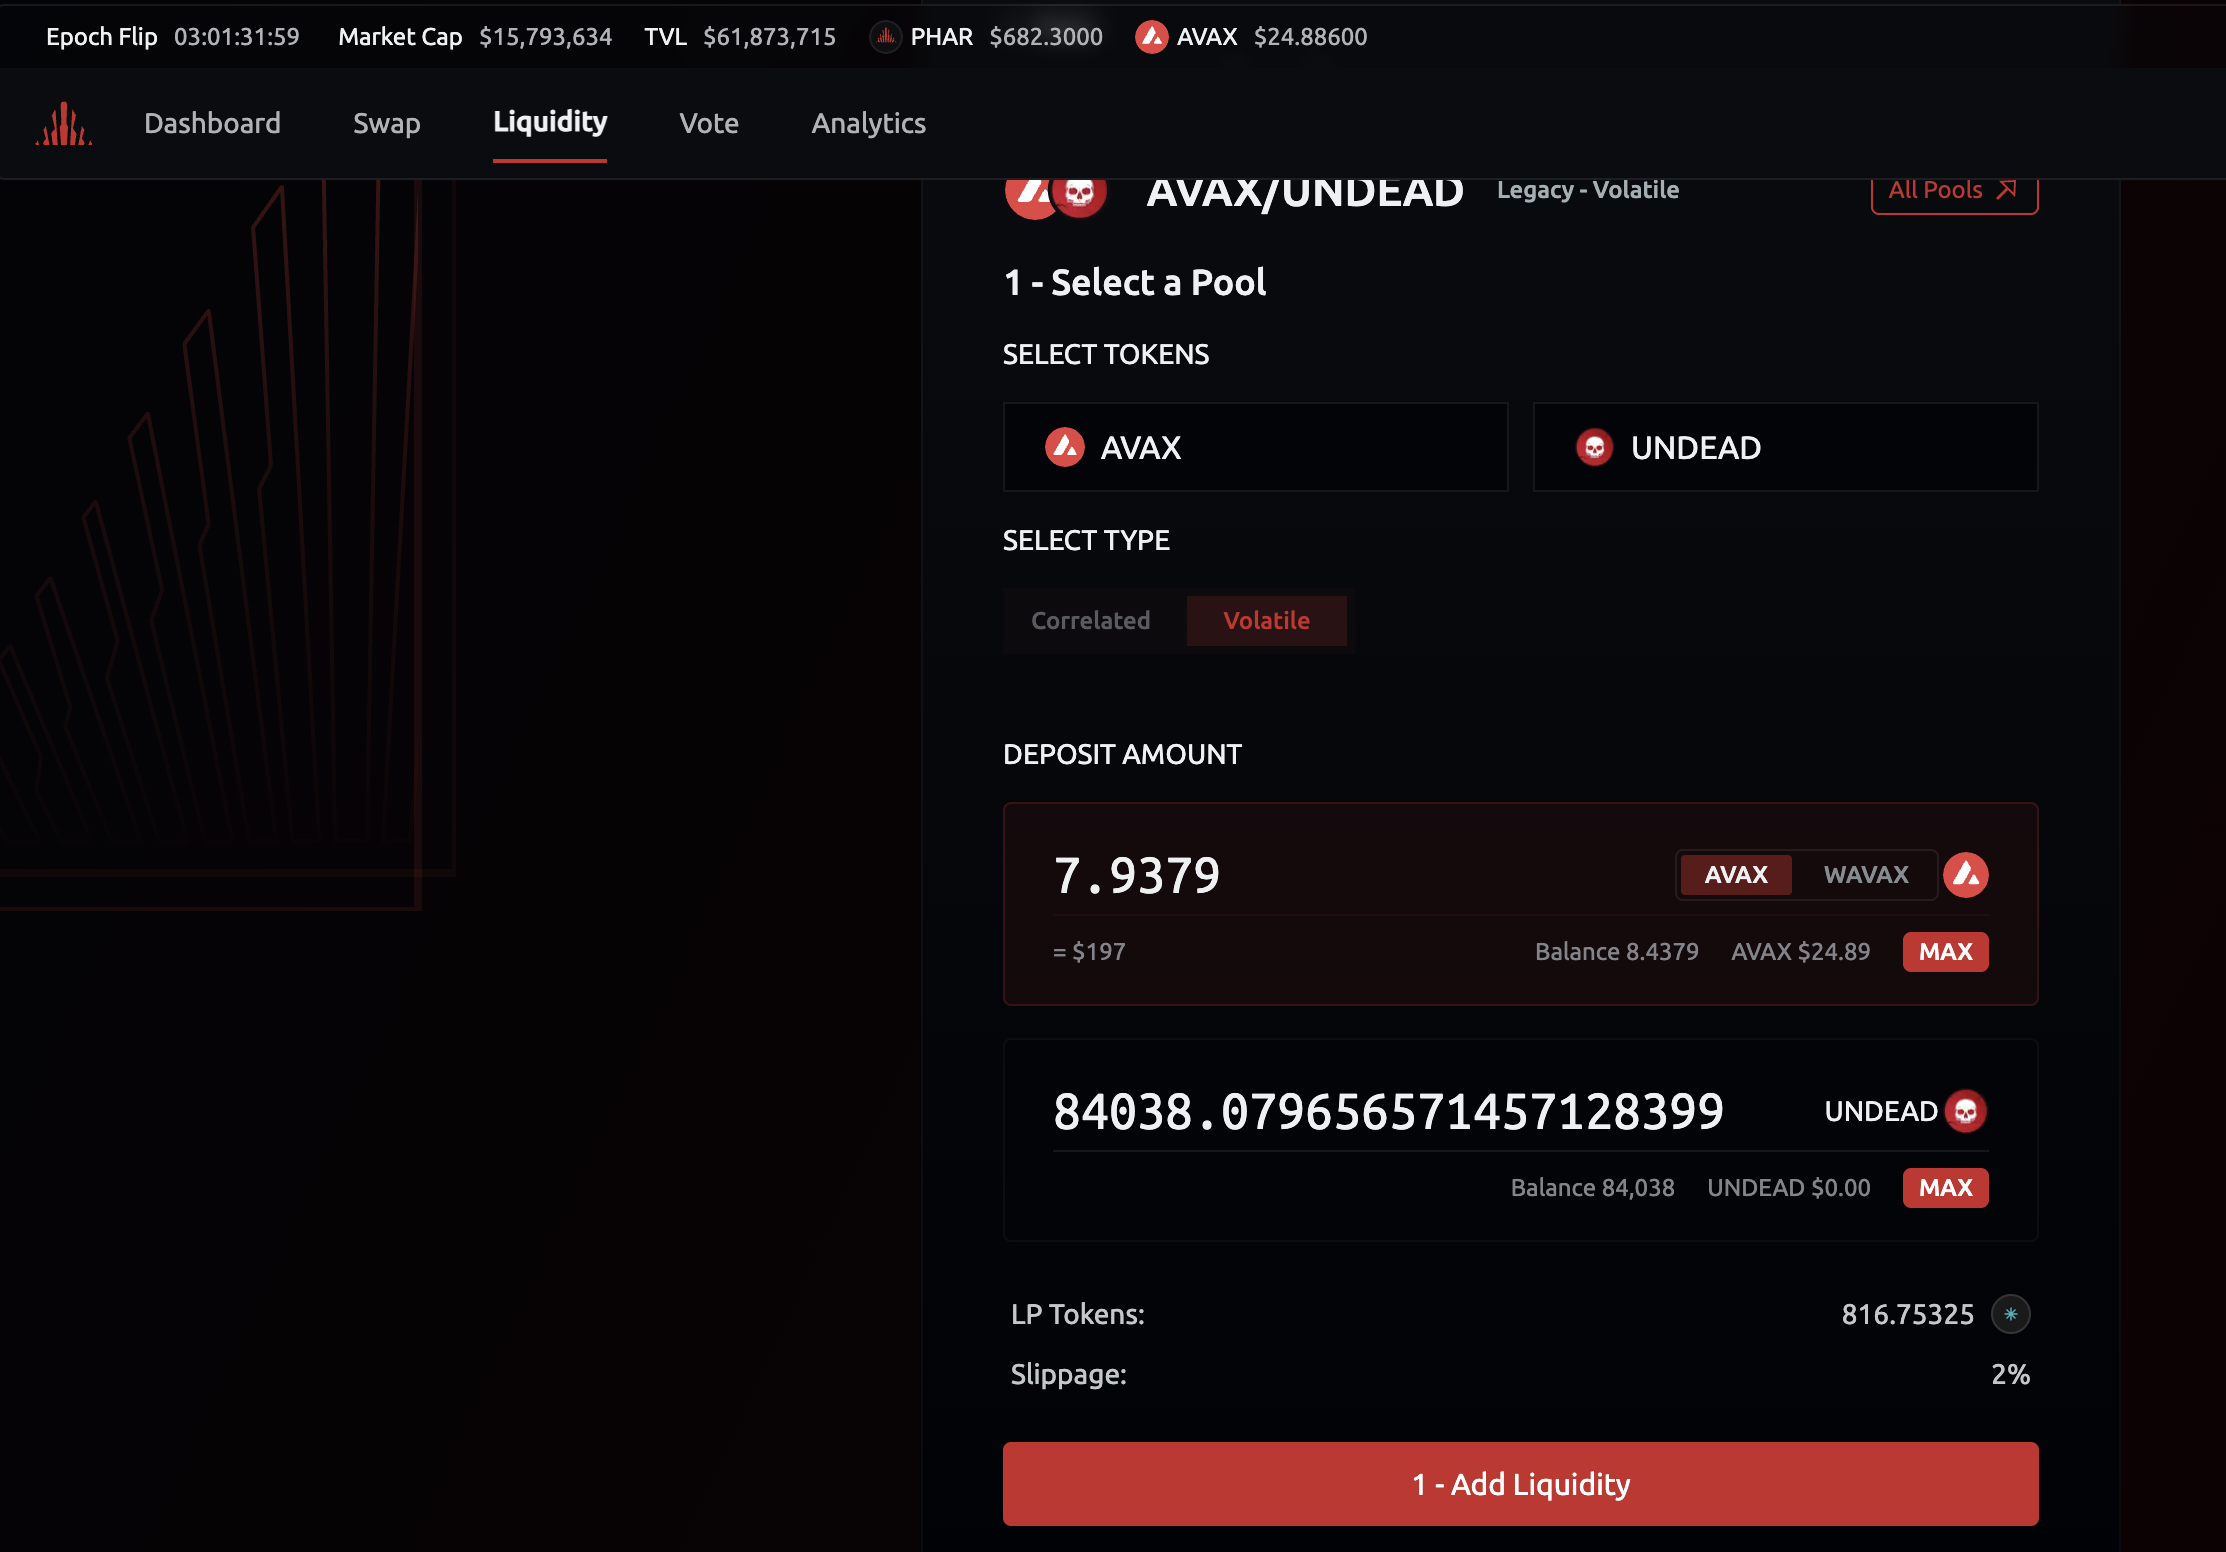 Epoch Flip 03:01:31:59 Market Cap $15,793,634 TVL $61,873,715 PHAR $682.3000 AVAX $24.88600
Dashboard Swap Liquidity Vote Analytics
AVAX/UNDEAD Legacy - Volatile All Pools
1 - Select a Pool
SELECT TOKENS
AVAX UNDEAD
SELECT TYPE
Correlated Volatile
DEPOSIT AMOUNT
7.9379 AVAX WAVAX
= $197 Balance 8.4379 AVAX $24.89 MAX
84038.079656571457128399 UNDEAD
Balance 84,038 UNDEAD $0.00 MAX
LP Tokens: 816.75325
Slippage: 2%
1 - Add Liquidity